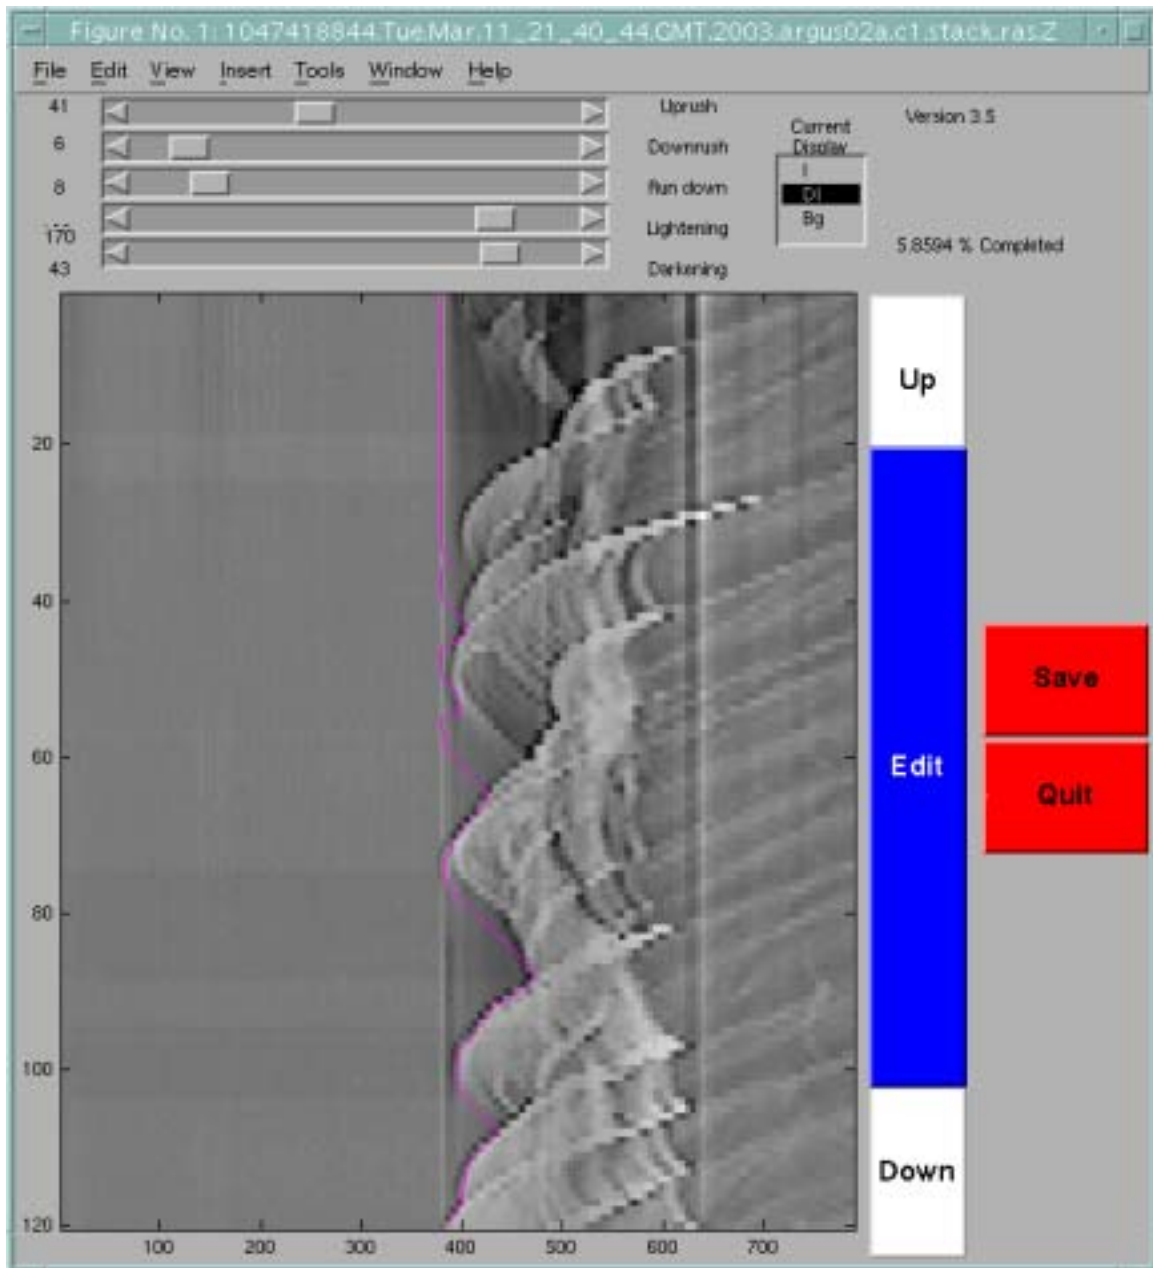 Figure No. 1: 1047418844.Tue.Mar.11_21_40_44.GMT.2003.argus02a.c1.stack.ras.Z
File Edit View Insert Tools Window Help
41 Uprush
6 Downrush
8 Run down
170 Lightening
43 Darkening
Current
Display
I
DI
Bg
Version 3.5
5.8594 % Completed
20
40
60
80
100
120
100 200 300 400 500 600 700
Up
Edit
Down
Save
Quit